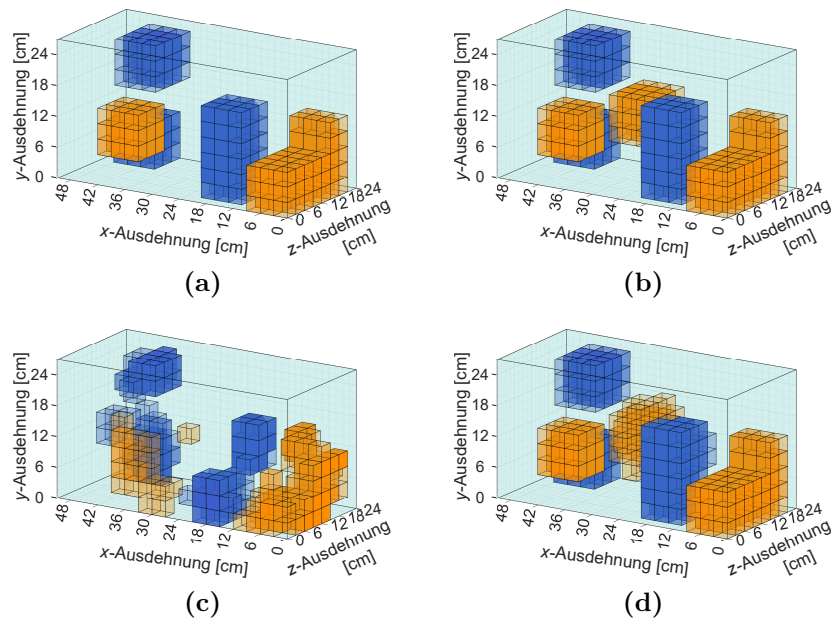 24
18
12
6
0
y-Ausdehnung [cm]
48 42 36 30 24 18 12 6 0
x-Ausdehnung [cm]
0 6 12 18 24
z-Ausdehnung
[cm]
(a)
24
18
12
6
0
y-Ausdehnung [cm]
48 42 36 30 24 18 12 6 0
x-Ausdehnung [cm]
0 6 12 18 24
z-Ausdehnung
[cm]
(b)
24
18
12
6
0
y-Ausdehnung [cm]
48 42 36 30 24 18 12 6 0
x-Ausdehnung [cm]
0 6 12 18 24
z-Ausdehnung
[cm]
(c)
24
18
12
6
0
y-Ausdehnung [cm]
48 42 36 30 24 18 12 6 0
x-Ausdehnung [cm]
0 6 12 18 24
z-Ausdehnung
[cm]
(d)